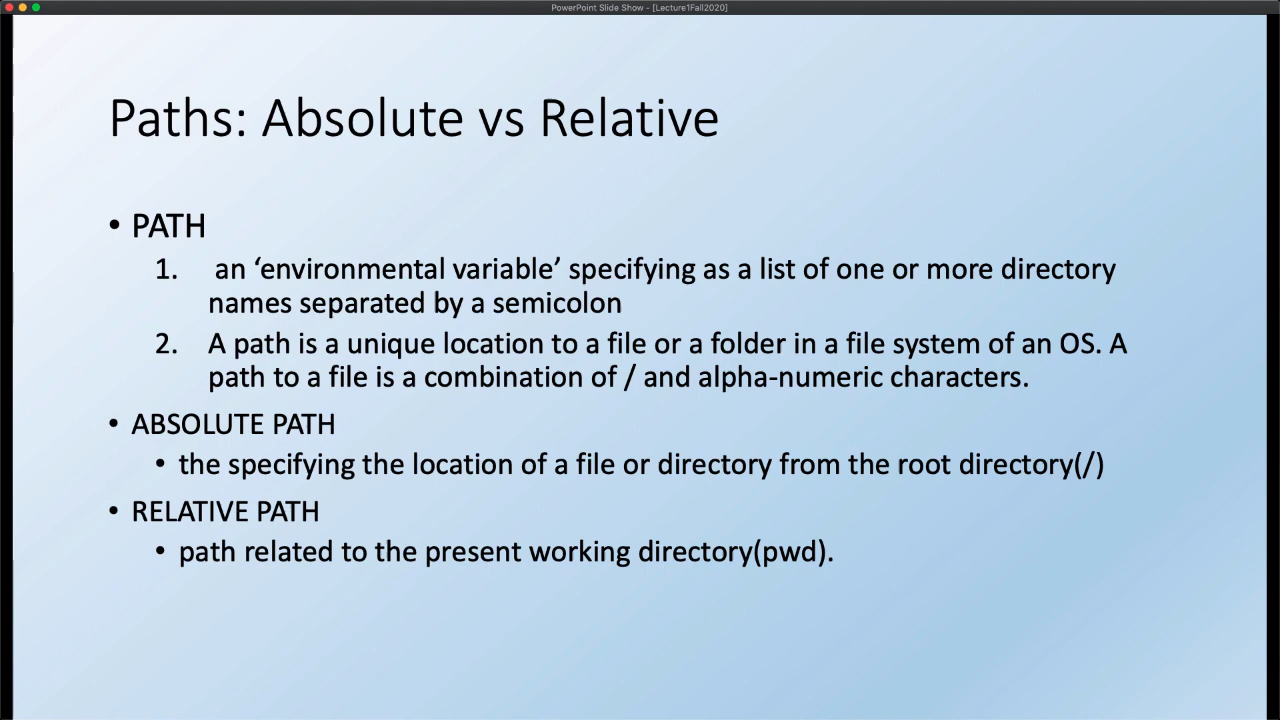 PowerPoint Slide Show - [Lecture1Fall2020]
Paths: Absolute vs Relative
• PATH
1. an ‘environmental variable’ specifying as a list of one or more directory
names separated by a semicolon
2. A path is a unique location to a file or a folder in a file system of an OS. A
path to a file is a combination of / and alpha-numeric characters.
• ABSOLUTE PATH
• the specifying the location of a file or directory from the root directory(/)
• RELATIVE PATH
• path related to the present working directory(pwd).